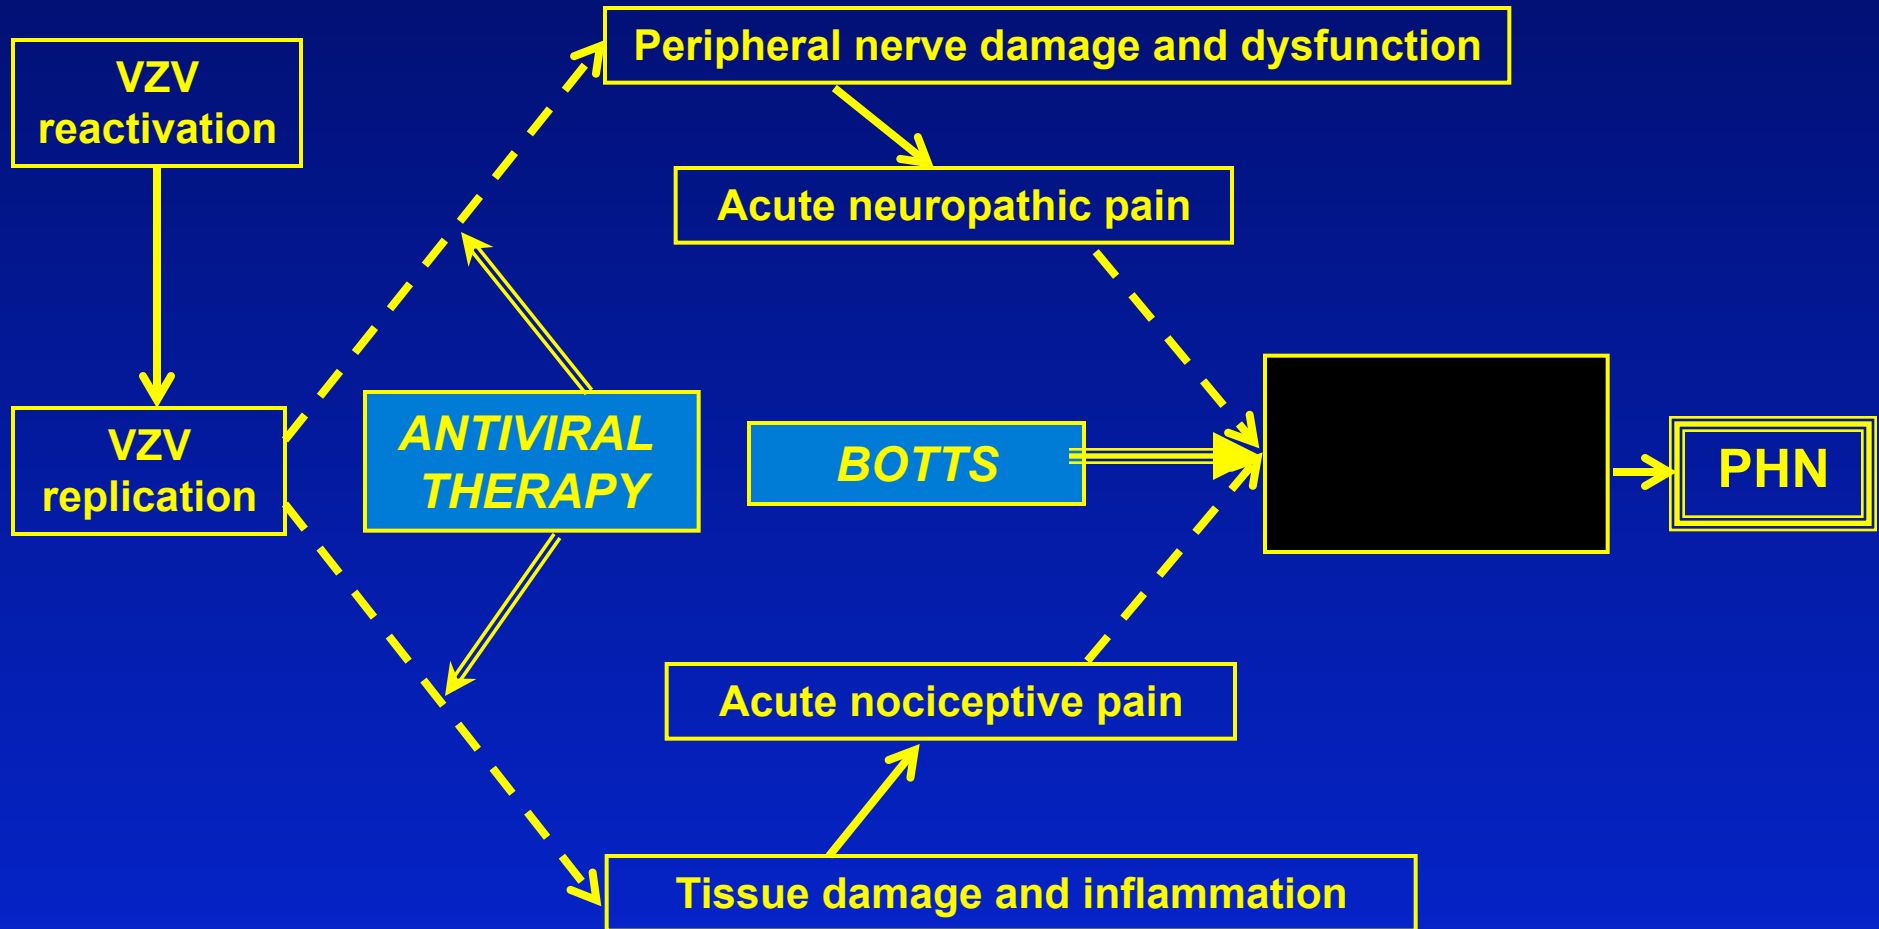 VZV
reactivation
Peripheral nerve damage and dysfunction
Acute neuropathic pain
VZV
replication
ANTIVIRAL
THERAPY
BOTTS
PHN
Acute nociceptive pain
Tissue damage and inflammation